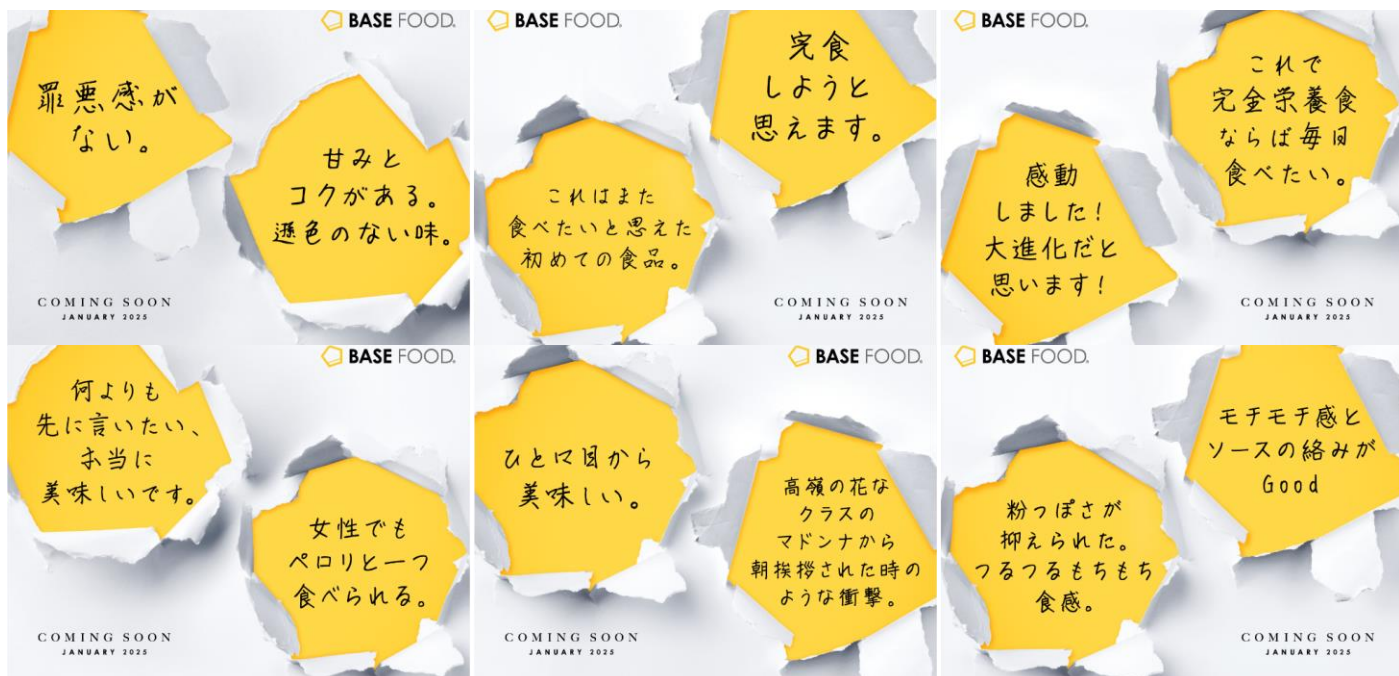 BASE FOOD®
罪悪感が
ない。
甘みと
コクがある。
遜色のない味。
COMING SOON
JANUARY 2025
BASE FOOD®
完食
しようと
思えます。
これはまた
食べたいと思えた
初めての食品。
COMING SOON
JANUARY 2025
BASE FOOD®
これで
完全栄養食
ならば毎日
食べたい。
感動
しました!
大進化だと
思います!
COMING SOON
JANUARY 2025
BASE FOOD®
何よりも
先に言いたい、
本当に
美味しいです。
女性でも
ペロリと一つ
食べられる。
COMING SOON
JANUARY 2025
BASE FOOD®
ひと口目から
美味しい。
高嶺の花な
クラスの
マドンナから
朝挨拶された時の
ような衝撃。
COMING SOON
JANUARY 2025
BASE FOOD®
モチモチ感と
ソースの絡みが
Good
粉っぽさが
抑えられた。
つるつるもちもち
食感。
COMING SOON
JANUARY 2025